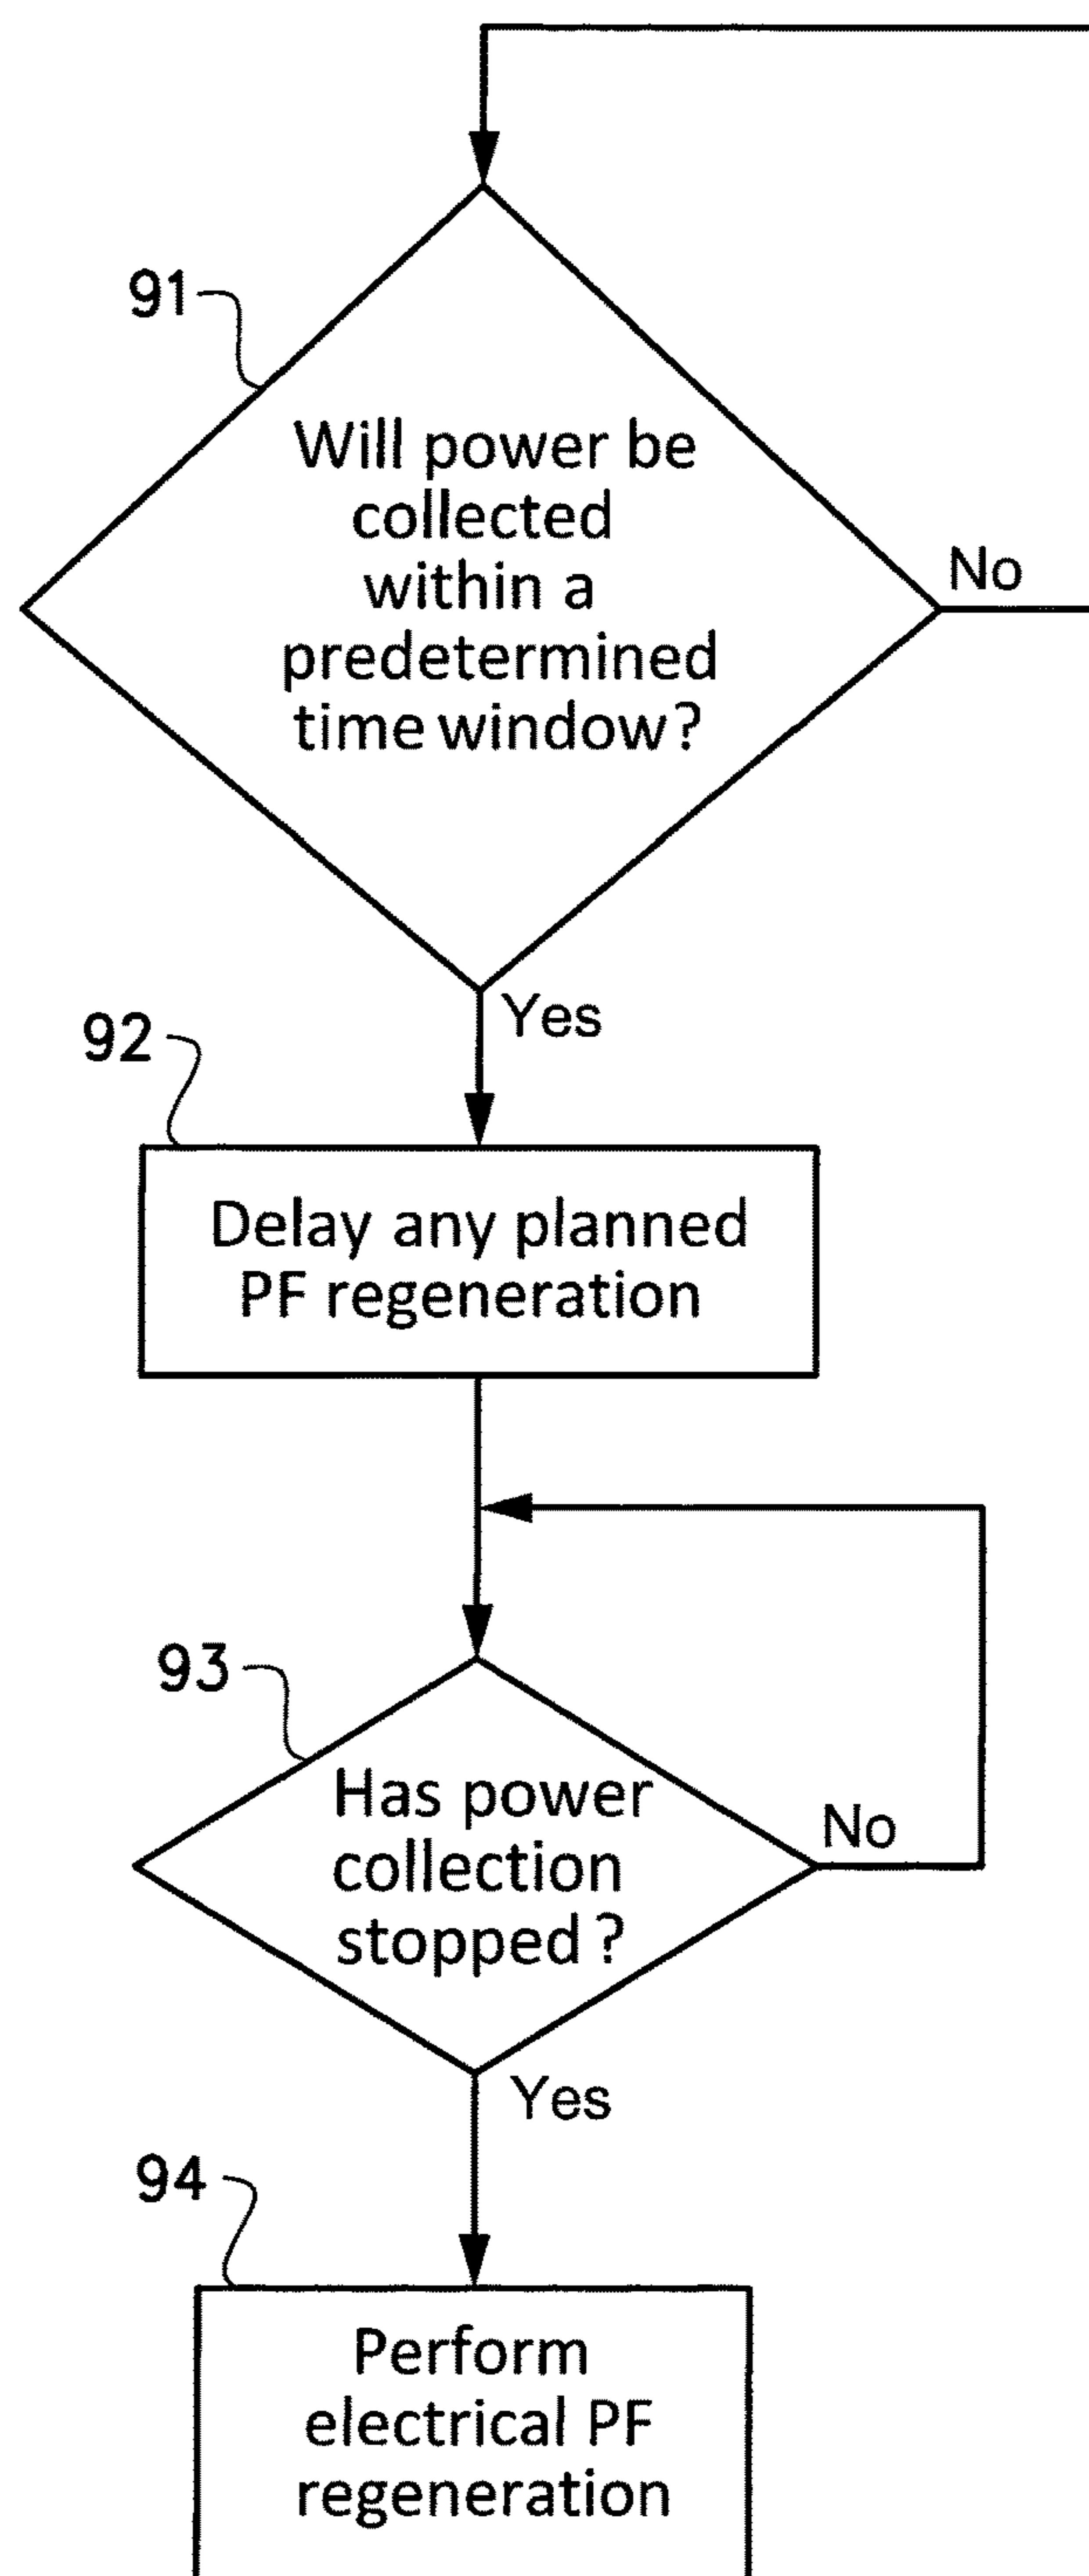 91
Will power be
collected
within a
predetermined
time window?
No
Yes
92
Delay any planned
PF regeneration
93
Has power
collection
stopped?
No
Yes
94
Perform
electrical PF
regeneration